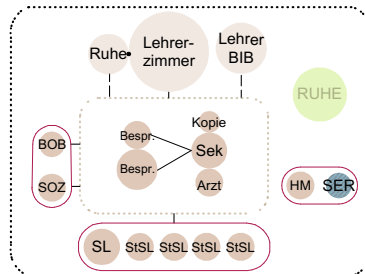 Ruhe
Lehrer-
zimmer
Lehrer
BIB
RUHE
Kopie
Bespr.
Sek
Bespr.
Arzt
BOB
SOZ
HM
SER
SL
StSL
StSL
StSL
StSL